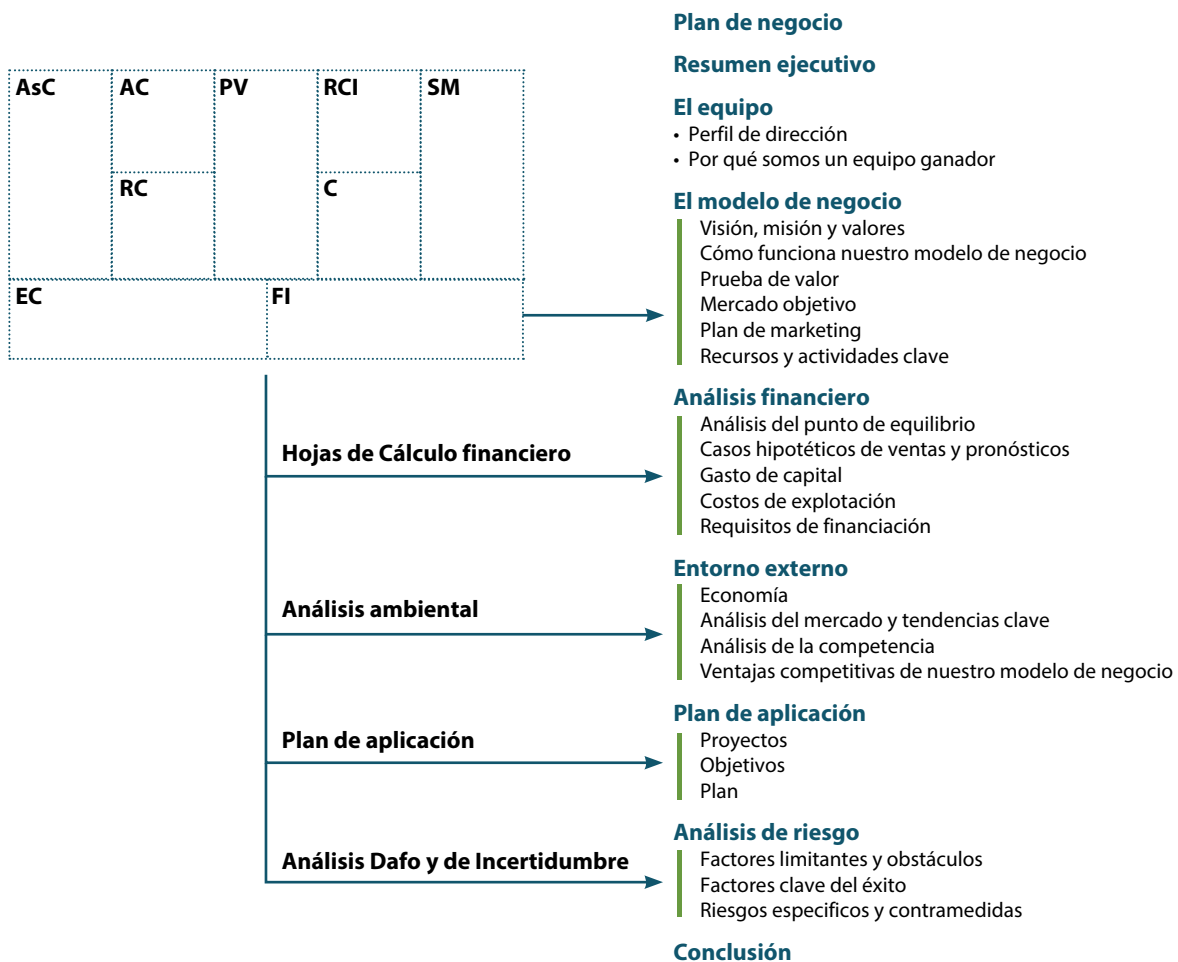 AsC
AC
PV
RCI
SM
RC
C
EC
FI
Hojas de Cálculo financiero
Análisis ambiental
Plan de aplicación
Análisis Dafo y de Incertidumbre
Plan de negocio
Resumen ejecutivo
El equipo
• Perfil de dirección
• Por qué somos un equipo ganador
El modelo de negocio
Visión, misión y valores
Cómo funciona nuestro modelo de negocio
Prueba de valor
Mercado objetivo
Plan de marketing
Recursos y actividades clave
Análisis financiero
Análisis del punto de equilibrio
Casos hipotéticos de ventas y pronósticos
Gasto de capital
Costos de explotación
Requisitos de financiación
Entorno externo
Economía
Análisis del mercado y tendencias clave
Análisis de la competencia
Ventajas competitivas de nuestro modelo de negocio
Plan de aplicación
Proyectos
Objetivos
Plan
Análisis de riesgo
Factores limitantes y obstáculos
Factores clave del éxito
Riesgos especificos y contramedidas
Conclusión